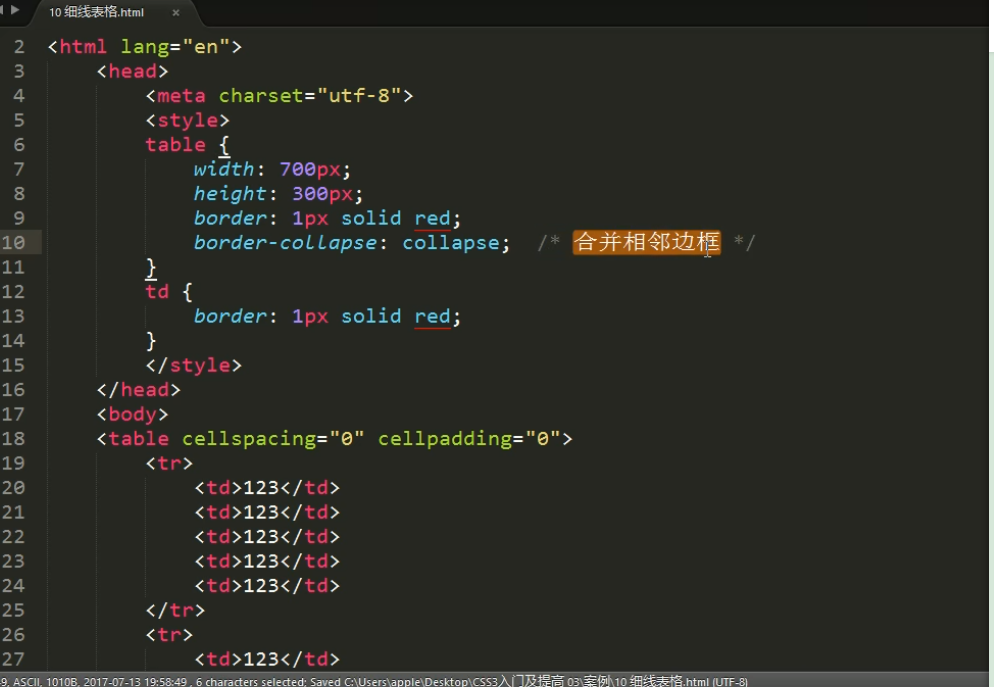 10 细线表格.html ×
2 <html lang="en">
3 <head>
4 <meta charset="utf-8">
5 <style>
6 table {
7 width: 700px;
8 height: 300px;
9 border: 1px solid red;
10 border-collapse: collapse; /* 合并相邻边框 */
11 }
12 td {
13 border: 1px solid red;
14 }
15 </style>
16 </head>
17 <body>
18 <table cellspacing="0" cellpadding="0">
19 <tr>
20 <td>123</td>
21 <td>123</td>
22 <td>123</td>
23 <td>123</td>
24 <td>123</td>
25 </tr>
26 <tr>
27 <td>123</td>
9, ASCII, 1010B, 2017-07-13 19:58:49 , 6 characters selected; Saved C:\Users\apple\Desktop\CSS3入门及提高 03\案例\10 细线表格.html (UTF-8)